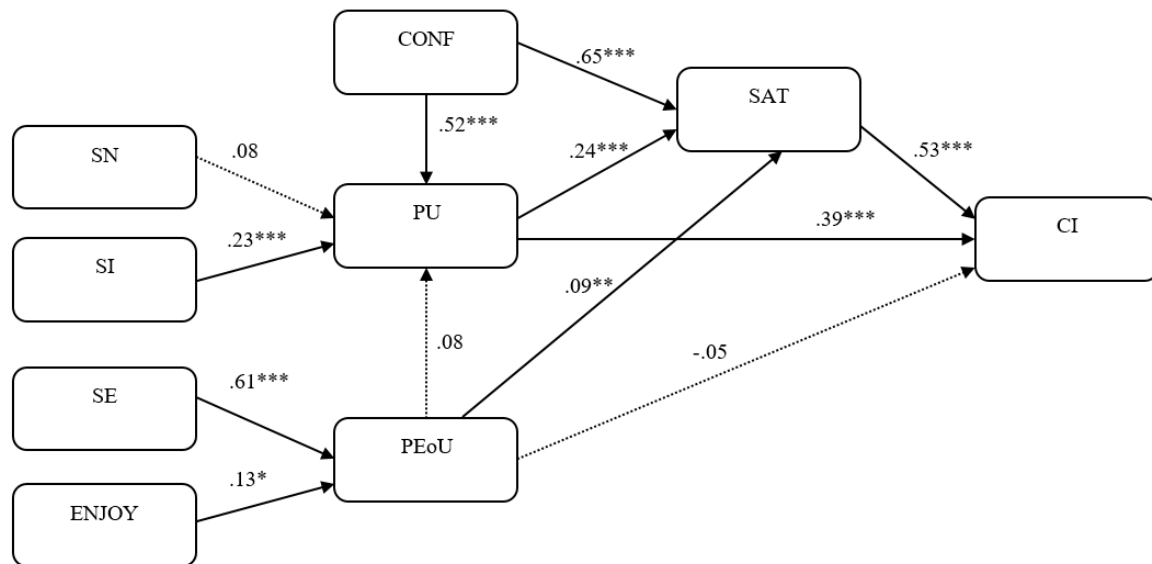 CONF
.65***
SAT
.52***
SN
.08
.24***
.53***
PU
CI
SI
.23***
.39***
.09**
.08
-.05
SE
.61***
PEoU
ENJOY
.13*